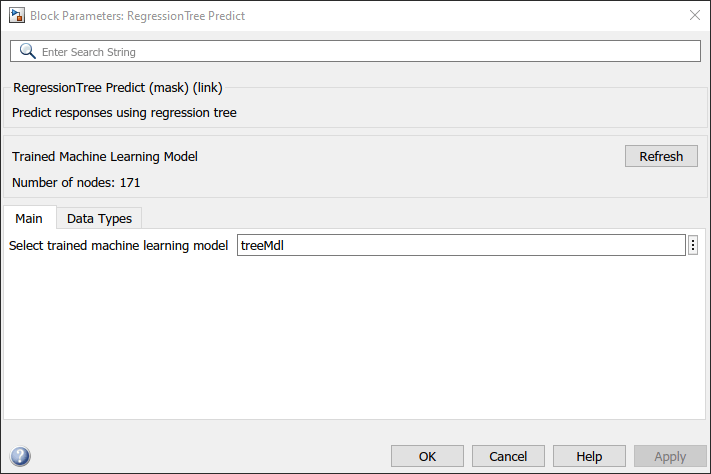 Block Parameters: RegressionTree Predict
Enter Search String
RegressionTree Predict (mask) (link)
Predict responses using regression tree
Trained Machine Learning Model
Refresh
Number of nodes: 171
Main Data Types
Select trained machine learning model treeMdl
? OK Cancel Help Apply